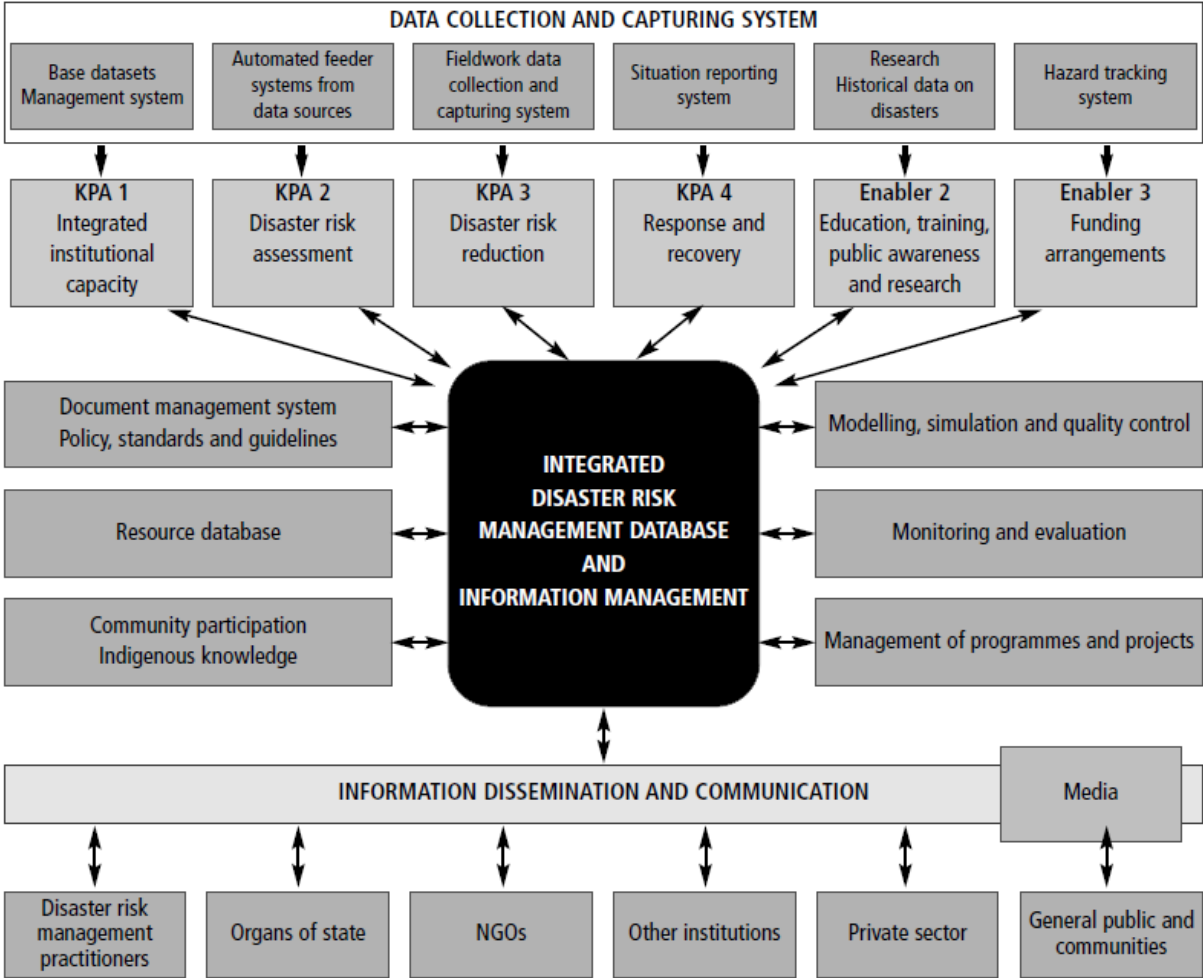 DATA COLLECTION AND CAPTURING SYSTEM
Base datasets
Management system
Automated feeder
systems from
data sources
Fieldwork data
collection and
capturing system
Situation reporting
system
Research
Historical data on
disasters
Hazard tracking
system
KPA 1
Integrated
institutional
capacity
KPA 2
Disaster risk
assessment
KPA 3
Disaster risk
reduction
KPA 4
Response and
recovery
Enabler 2
Education, training,
public awareness
and research
Enabler 3
Funding
arrangements
Document management system
Policy, standards and guidelines
Resource database
Community participation
Indigenous knowledge
INTEGRATED
DISASTER RISK
MANAGEMENT DATABASE
AND
INFORMATION MANAGEMENT
Modelling, simulation and quality control
Monitoring and evaluation
Management of programmes and projects
INFORMATION DISSEMINATION AND COMMUNICATION
Media
Disaster risk
management
practitioners
Organs of state
NGOs
Other institutions
Private sector
General public and
communities